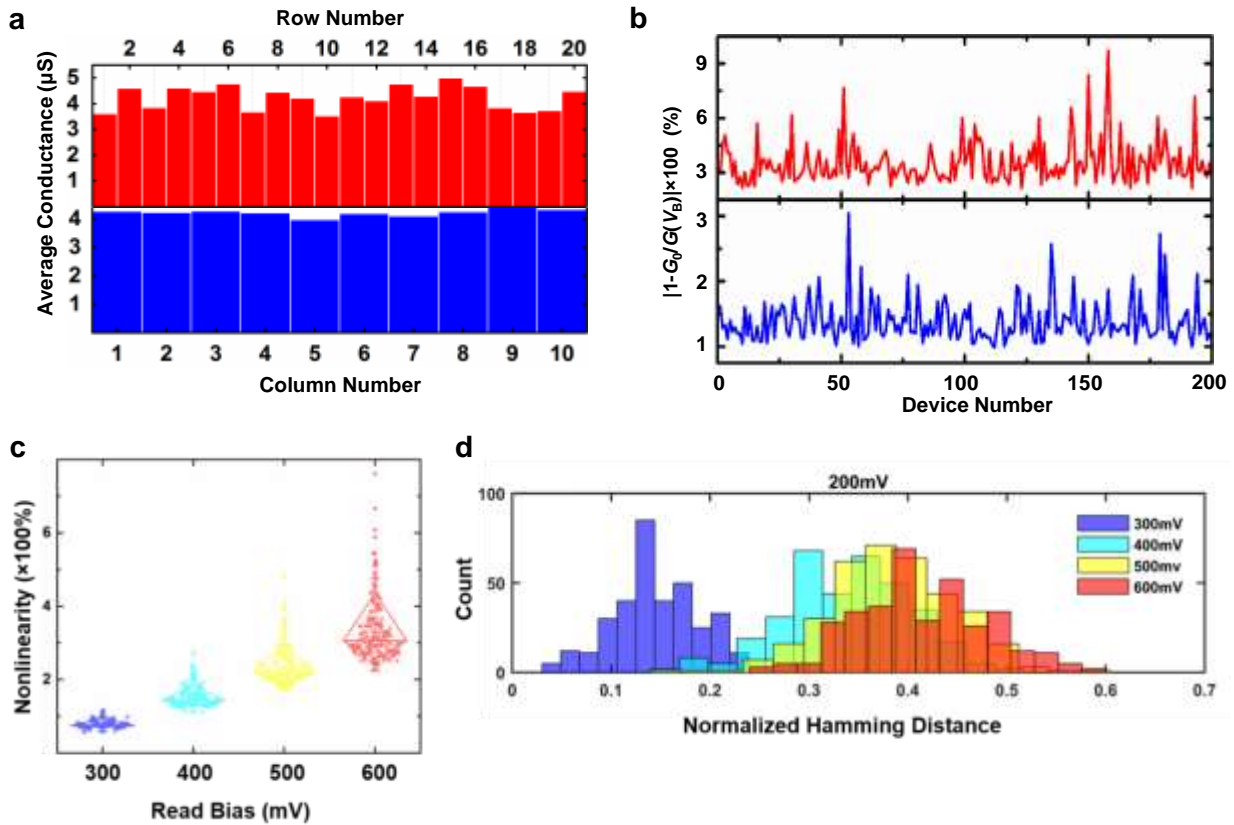 a
Row Number
2 4 6 8 10 12 14 16 18 20
Average Conductance (µS)
5
4
3
2
1
4
3
2
1
1 2 3 4 5 6 7 8 9 10
Column Number
b
|1-G₀/G(V_B)|×100 (%)
9
6
3
3
2
1
0 50 100 150 200
Device Number
c
Nonlinearity (×100%)
6
4
2
300 400 500 600
Read Bias (mV)
d
200mV
Count
100
50
0
300mV
400mV
500mv
600mV
0 0.1 0.2 0.3 0.4 0.5 0.6 0.7
Normalized Hamming Distance